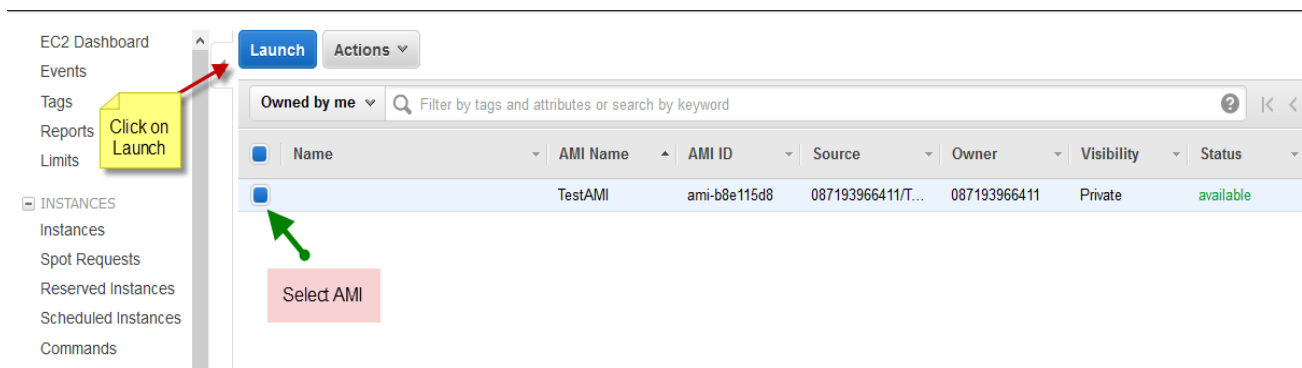 EC2 Dashboard
Events
Tags
Reports
Limits
INSTANCES
Instances
Spot Requests
Reserved Instances
Scheduled Instances
Commands
Click on
Launch
Launch
Actions
Owned by me
Filter by tags and attributes or search by keyword
Name AMI Name AMI ID Source Owner Visibility Status
TestAMI ami-b8e115d8 087193966411/T... 087193966411 Private available
Select AMI